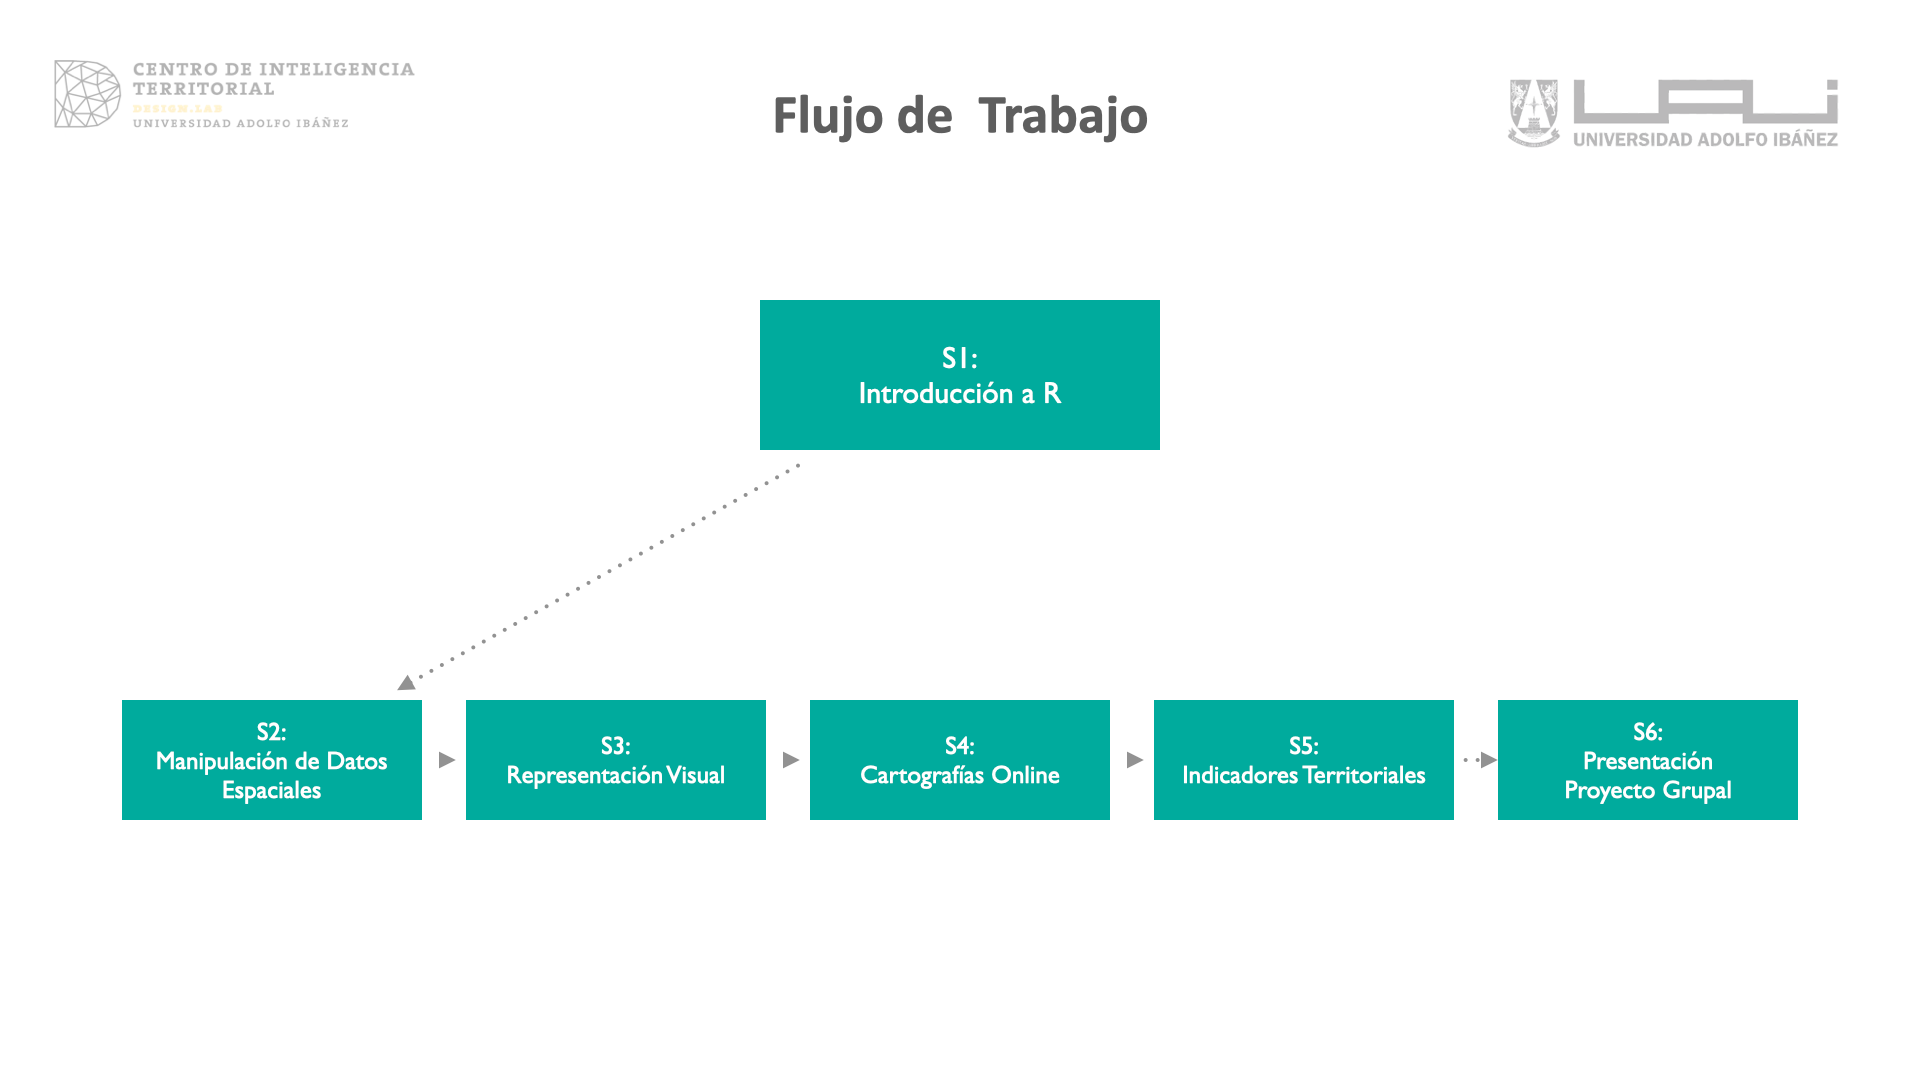 CENTRO DE INTELIGENCIA
TERRITORIAL
DESIGN.LAB
UNIVERSIDAD ADOLFO IBÁÑEZ
Flujo de Trabajo
UNIVERSIDAD ADOLFO IBÁÑEZ
S1:
Introducción a R
S2:
Manipulación de Datos
Espaciales
S3:
Representación Visual
S4:
Cartografías Online
S5:
Indicadores Territoriales
S6:
Presentación
Proyecto Grupal